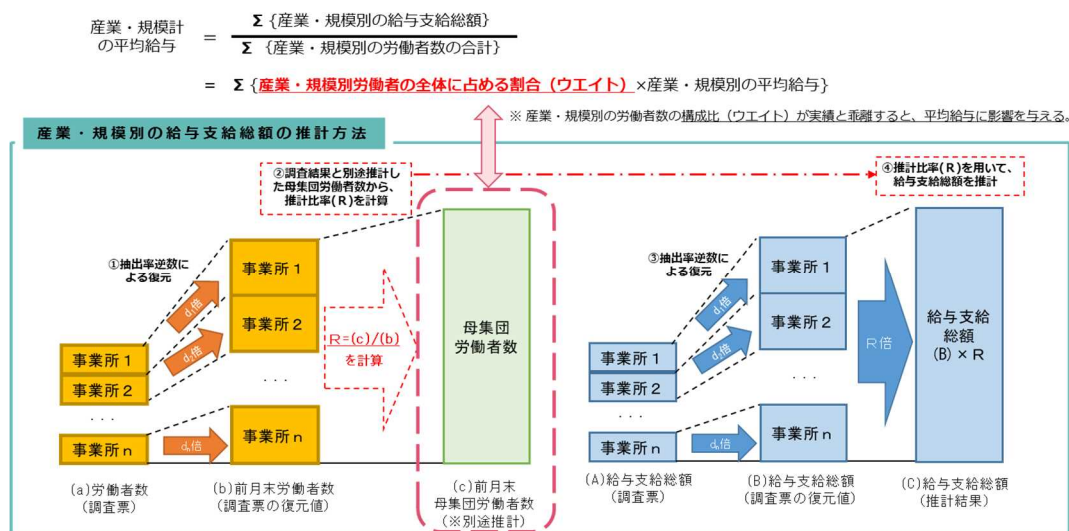 産業・規模計
の平均給与
=
Σ {産業・規模別の給与支給総額}
Σ {産業・規模別の労働者数の合計}
= Σ {産業・規模別労働者の全体に占める割合（ウエイト）×産業・規模別の平均給与}
※ 産業・規模別の労働者数の構成比（ウエイト）が実績と乖離すると、平均給与に影響を与える。
産業・規模別の給与支給総額の推計方法
②調査結果と別途推計し
た母集団労働者数から、
推計比率(R)を計算
④推計比率(R)を用いて、
給与支給総額を推計
①抽出率逆数に
よる復元
事業所1
事業所2
・・・
事業所n
d₁倍
d₂倍
dₙ倍
事業所1
事業所2
・・・
事業所n
R=(c)/(b)
を計算
母集団
労働者数
(a)労働者数
(調査票)
(b)前月末労働者数
(調査票の復元値)
(c)前月末
母集団労働者数
(※別途推計)
③抽出率逆数に
よる復元
事業所1
事業所2
・・・
事業所n
d₁倍
d₂倍
dₙ倍
事業所1
事業所2
・・・
事業所n
R倍
給与支給
総額
(B)×R
(A)給与支給総額
(調査票)
(B)給与支給総額
(調査票の復元値)
(C)給与支給総額
(推計結果)